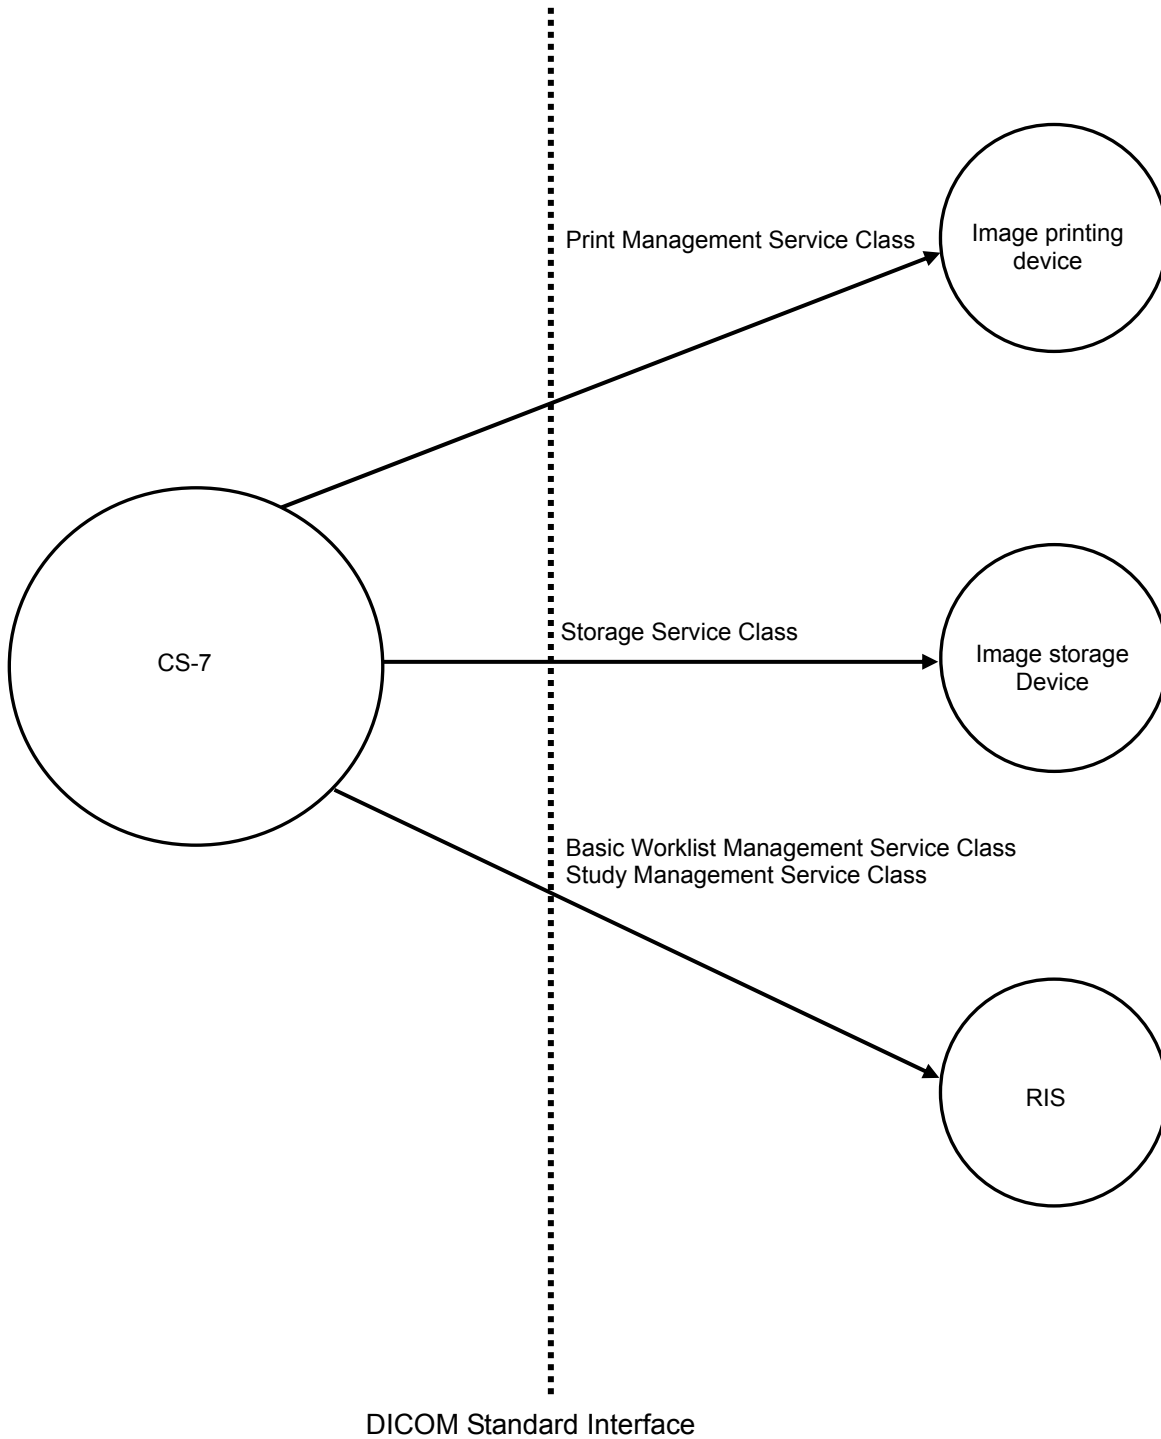 Print Management Service Class
Image printing
device
Storage Service Class
CS-7
Image storage
Device
Basic Worklist Management Service Class
Study Management Service Class
RIS
DICOM Standard Interface